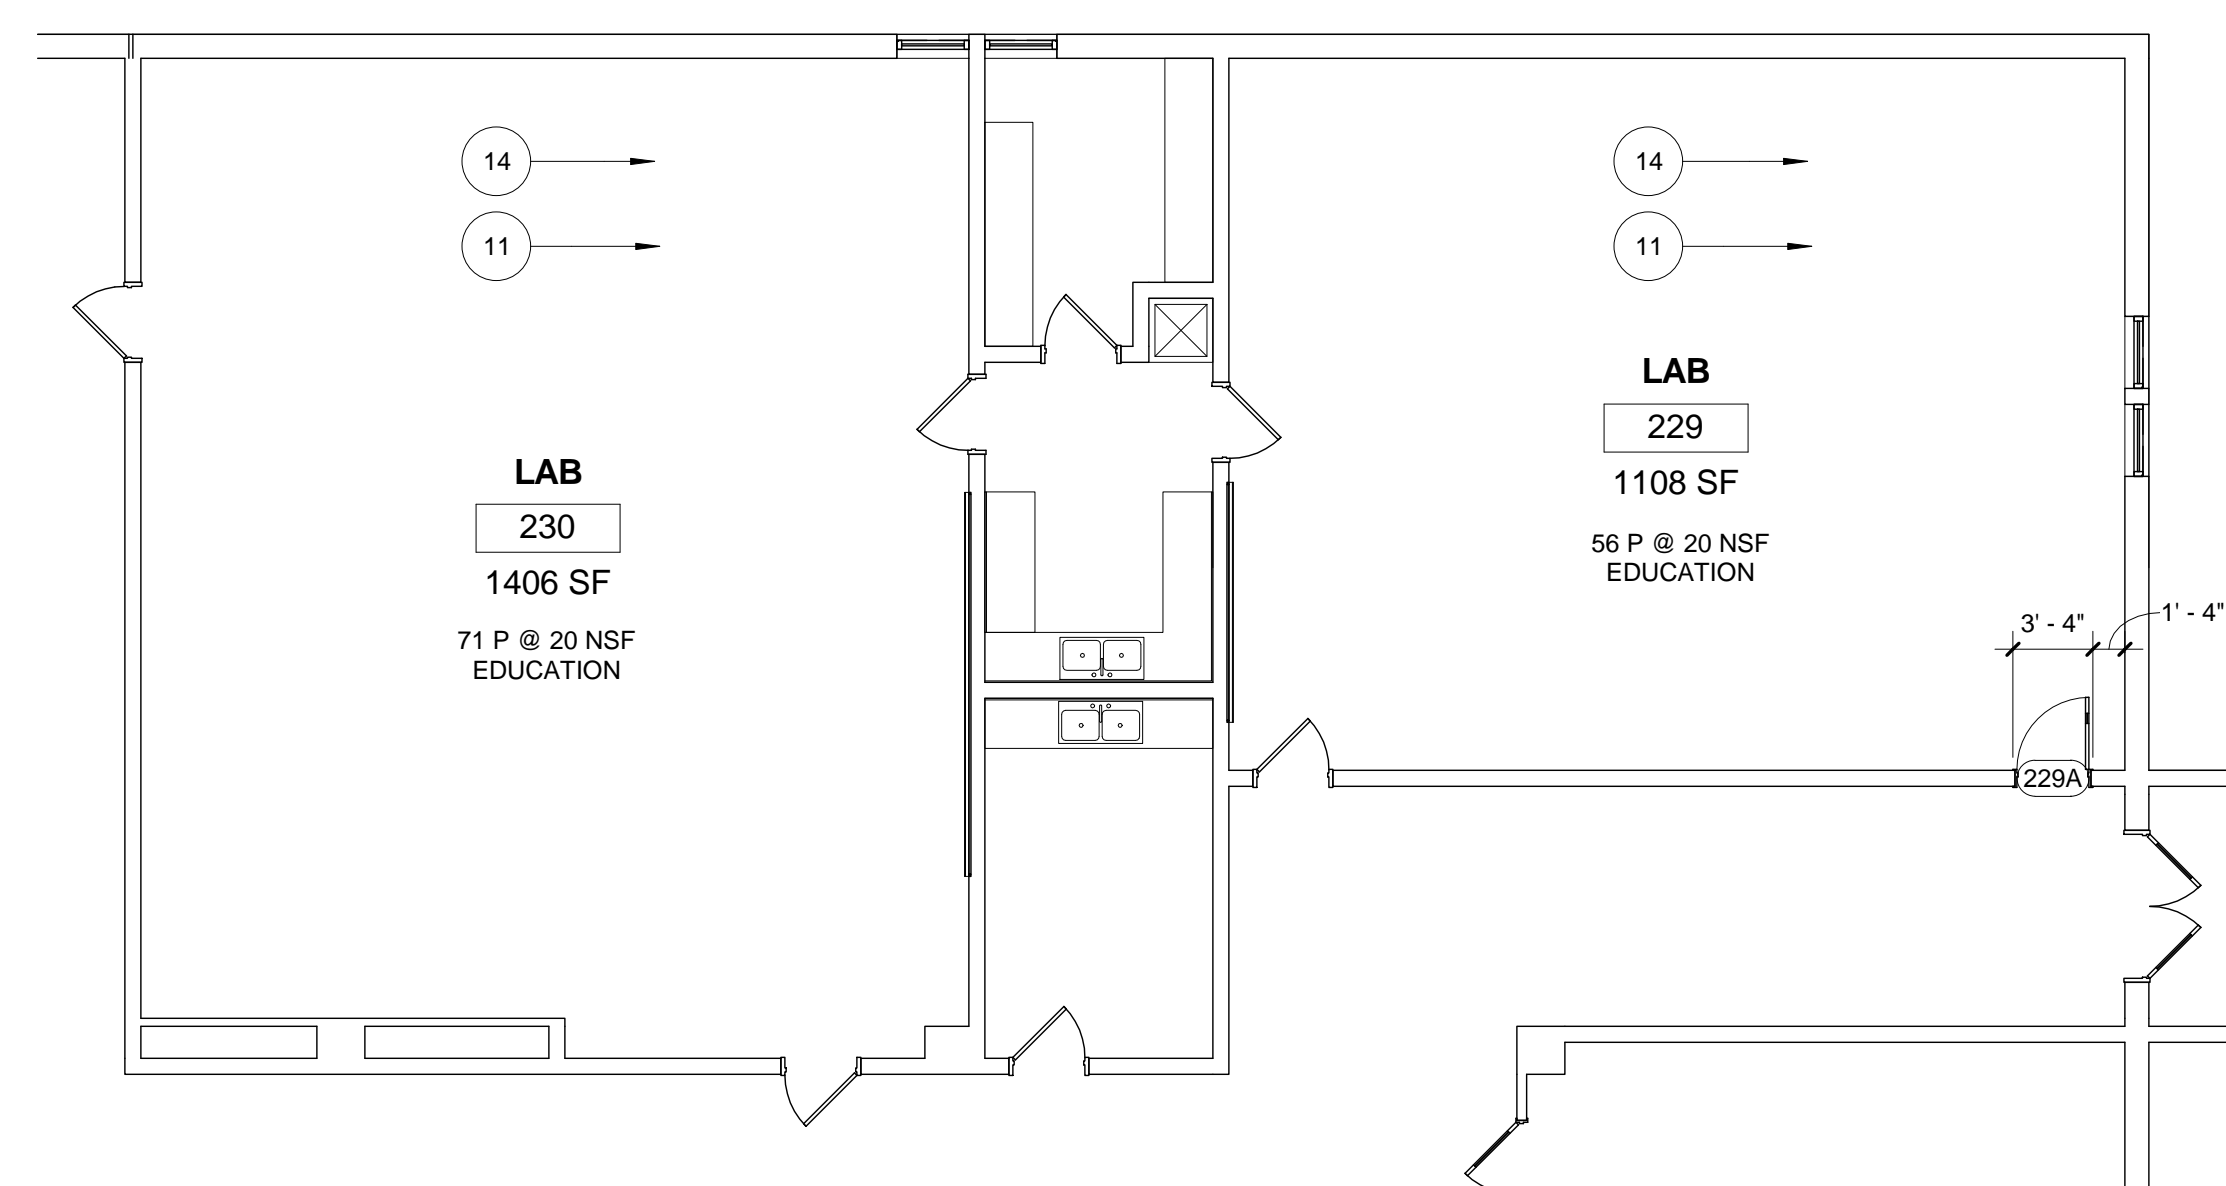 14
11
LAB
230
1406 SF
71 P @ 20 NSF
EDUCATION
14
11
LAB
229
1108 SF
56 P @ 20 NSF
EDUCATION
3' - 4"
1' - 4"
229A